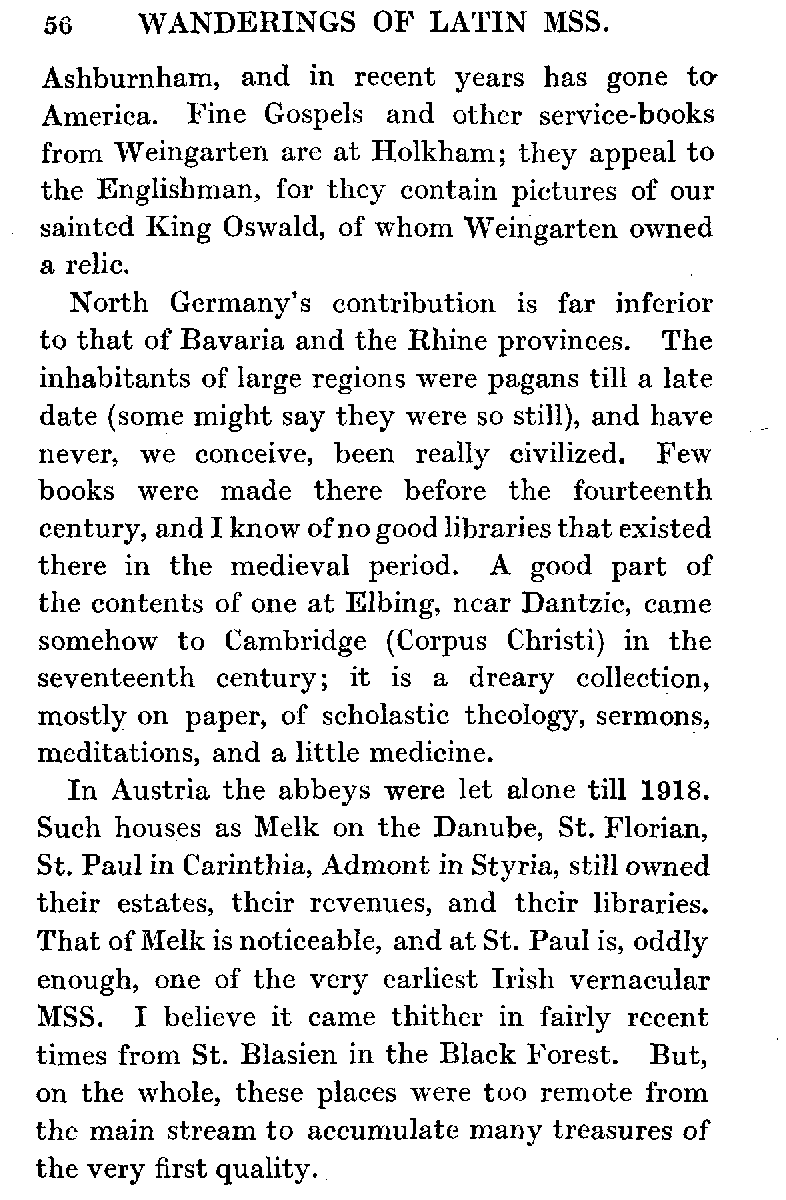 56 WANDERINGS OF LATIN MSS.
Ashburnham, and in recent years has gone to
America. Fine Gospels and other service-books
from Weingarten are at Holkham; they appeal to
the Englishman, for they contain pictures of our
sainted King Oswald, of whom Weingarten owned
a relic.
North Germany's contribution is far inferior
to that of Bavaria and the Rhine provinces. The
inhabitants of large regions were pagans till a late
date (some might say they were so still), and have
never, we conceive, been really civilized. Few
books were made there before the fourteenth
century, and I know of no good libraries that existed
there in the medieval period. A good part of
the contents of one at Elbing, near Dantzic, came
somehow to Cambridge (Corpus Christi) in the
seventeenth century; it is a dreary collection,
mostly on paper, of scholastic theology, sermons,
meditations, and a little medicine.
In Austria the abbeys were let alone till 1918.
Such houses as Melk on the Danube, St. Florian,
St. Paul in Carinthia, Admont in Styria, still owned
their estates, their revenues, and their libraries.
That of Melk is noticeable, and at St. Paul is, oddly
enough, one of the very earliest Irish vernacular
MSS. I believe it came thither in fairly recent
times from St. Blasien in the Black Forest. But,
on the whole, these places were too remote from
the main stream to accumulate many treasures of
the very first quality.